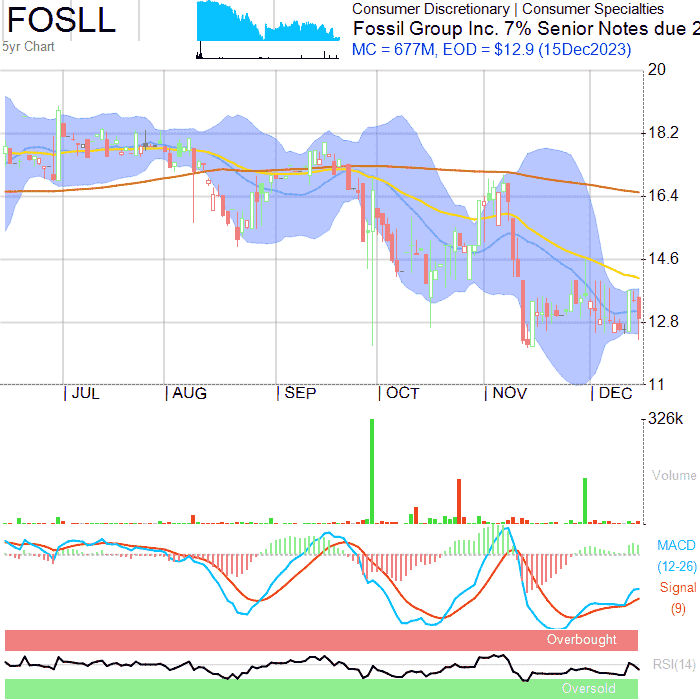 FOSLL
5yr Chart
Consumer Discretionary | Consumer Specialties
Fossil Group Inc. 7% Senior Notes due 2
MC = 677M, EOD = $12.9 (15Dec2023)
20
18.2
16.4
14.6
12.8
11
JUL
AUG
SEP
OCT
NOV
DEC
326k
Volume
MACD
(12-26)
Signal
(9)
Overbought
RSI(14)
Oversold